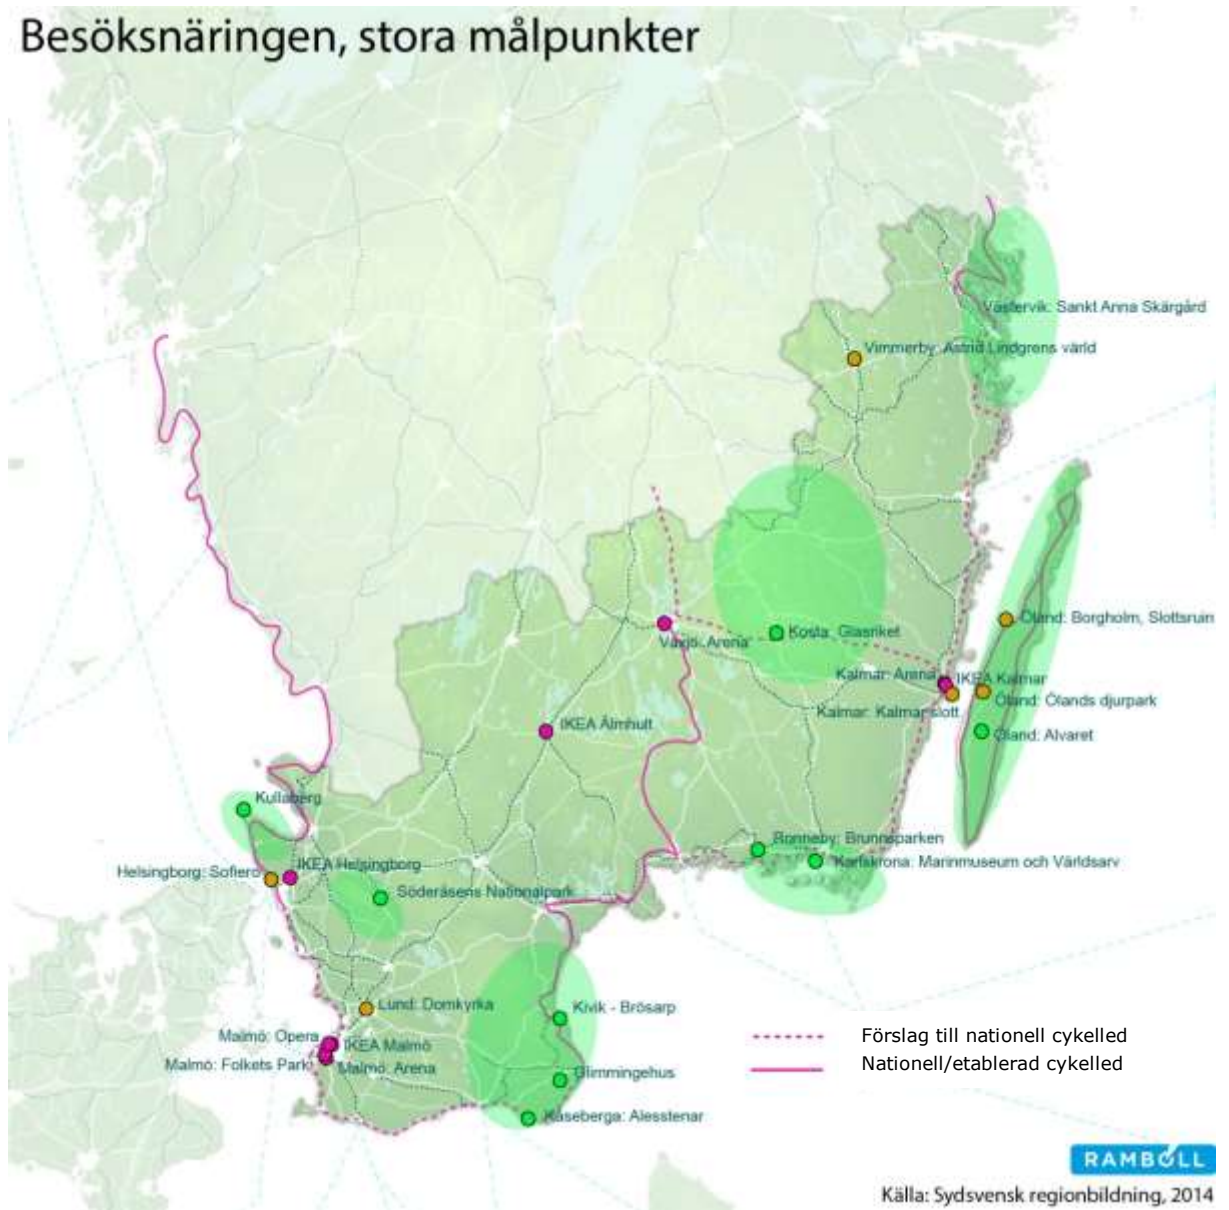 Besöksnäringen, stora målpunkter
Västervik: Sankt Anna Skärgård
Vimmerby: Astrid Lindgrens värld
Öland: Borgholm, Slottsruin
Kosta Glasriket
Växjö: Arena
Kalmar: Arena
IKEA Kalmar
Öland: Ölands djurpark
Kalmar: Kalmar slott
IKEA Älmhult
Öland: Alvaret
Kullaberg
Ronneby: Brunnsparken
Karlskrona: Marinmuseum och Världsarv
IKEA Helsingborg
Helsingborg: Sofiero
Söderåsens Nationalpark
Lund: Domkyrka
Kivik - Brösarp
Malmö: Opera
IKEA Malmö
Malmö: Folkets Park
Malmö: Arena
Glimmingehus
Kåseberga: Alesstenar
Förslag till nationell cykelled
Nationell/etablerad cykelled
RAMBOLL
Källa: Sydsvensk regionbildning, 2014